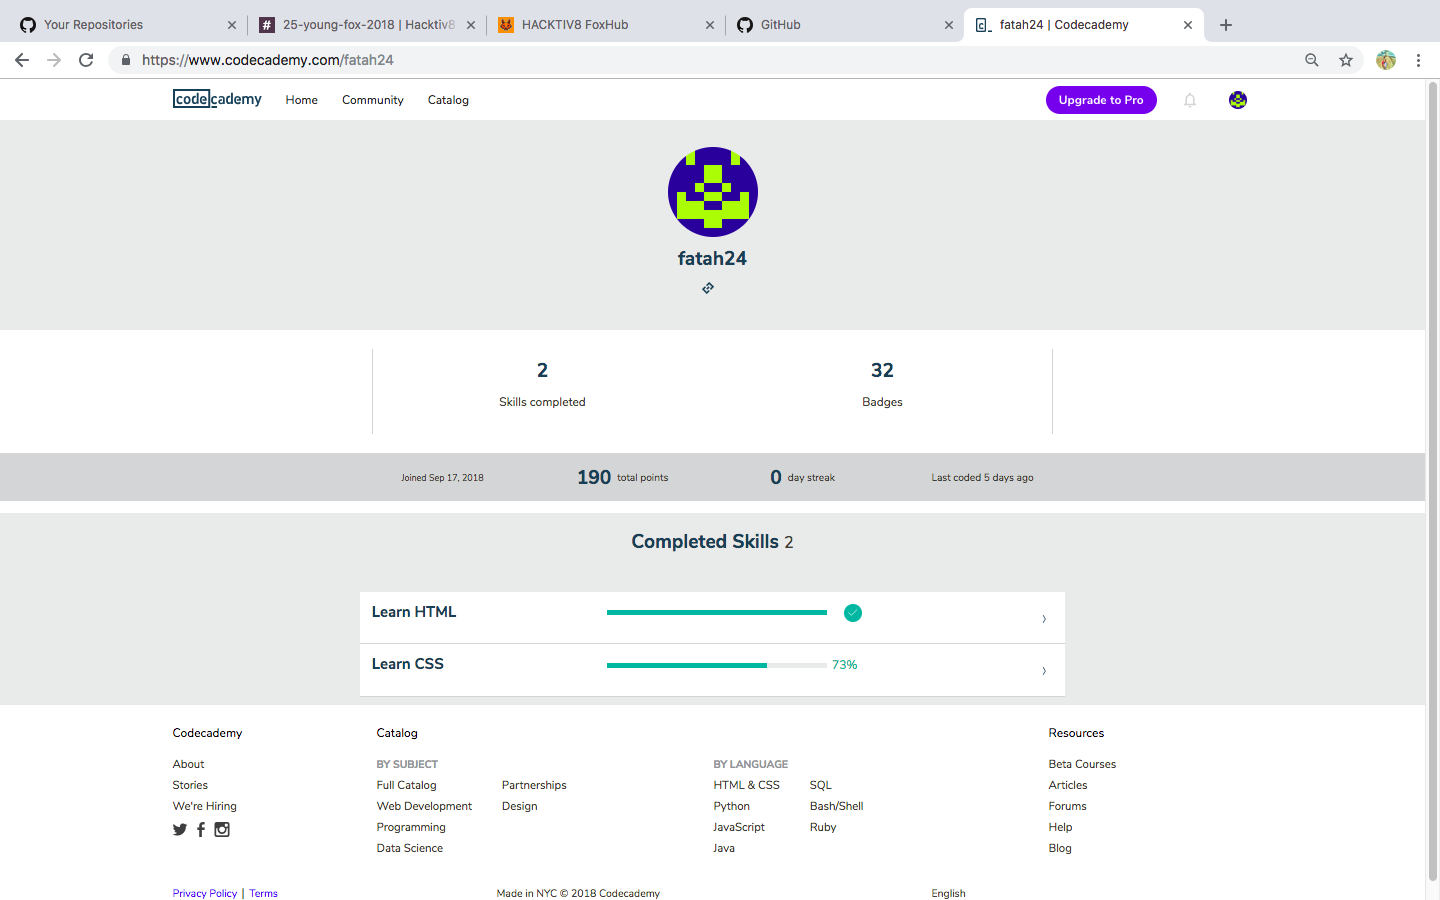 Your Repositories
25-young-fox-2018 | Hacktiv8
HACKTIV8 FoxHub
GitHub
fatah24 | Codecademy
https://www.codecademy.com/fatah24
codecademy
Home
Community
Catalog
Upgrade to Pro
fatah24
2
Skills completed
32
Badges
Joined Sep 17, 2018
190 total points
0 day streak
Last coded 5 days ago
Completed Skills 2
Learn HTML
Learn CSS
73%
Codecademy
About
Stories
We're Hiring
Catalog
BY SUBJECT
Full Catalog
Web Development
Programming
Data Science
Partnerships
Design
BY LANGUAGE
HTML & CSS
Python
JavaScript
Java
SQL
Bash/Shell
Ruby
Resources
Beta Courses
Articles
Forums
Help
Blog
Privacy Policy | Terms
Made in NYC © 2018 Codecademy
English